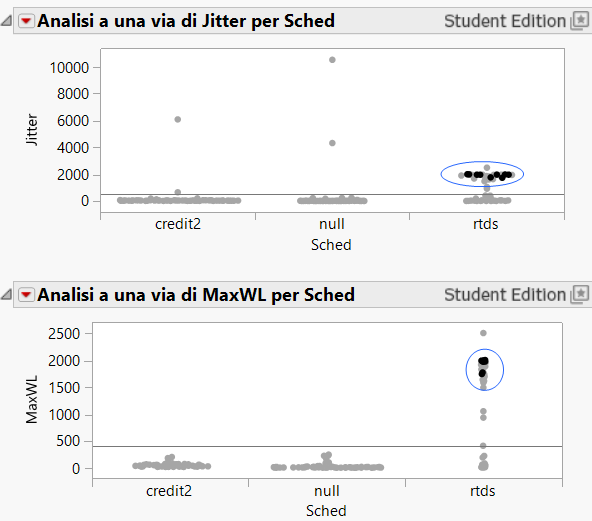 Analisi a una via di Jitter per Sched Student Edition
10000
8000
6000
4000
2000
0
Jitter
credit2 null rtds
Sched
Analisi a una via di MaxWL per Sched Student Edition
2500
2000
1500
1000
500
0
MaxWL
credit2 null rtds
Sched